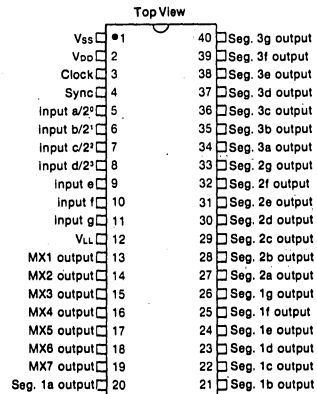 Top View
Vss 1 40 Seg. 3g output
VDD 2 39 Seg. 3f output
Clock 3 38 Seg. 3e output
Sync 4 37 Seg. 3d output
input a/2⁰ 5 36 Seg. 3c output
input b/2¹ 6 35 Seg. 3b output
input c/2² 7 34 Seg. 3a output
input d/2³ 8 33 Seg. 2g output
input e 9 32 Seg. 2f output
input f 10 31 Seg. 2e output
input g 11 30 Seg. 2d output
VLL 12 29 Seg. 2c output
MX1 output 13 28 Seg. 2b output
MX2 output 14 27 Seg. 2a output
MX3 output 15 26 Seg. 1g output
MX4 output 16 25 Seg. 1f output
MX5 output 17 24 Seg. 1e output
MX6 output 18 23 Seg. 1d output
MX7 output 19 22 Seg. 1c output
Seg. 1a output 20 21 Seg. 1b output